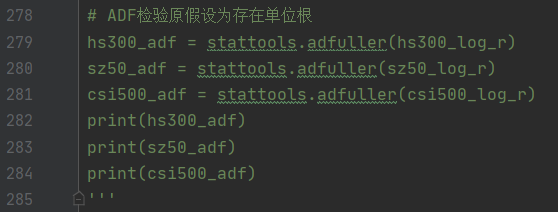 278 # ADF检验原假设为存在单位根
279 hs300_adf = stattools.adfuller(hs300_log_r)
280 sz50_adf = stattools.adfuller(sz50_log_r)
281 csi500_adf = stattools.adfuller(csi500_log_r)
282 print(hs300_adf)
283 print(sz50_adf)
284 print(csi500_adf)
285 '''